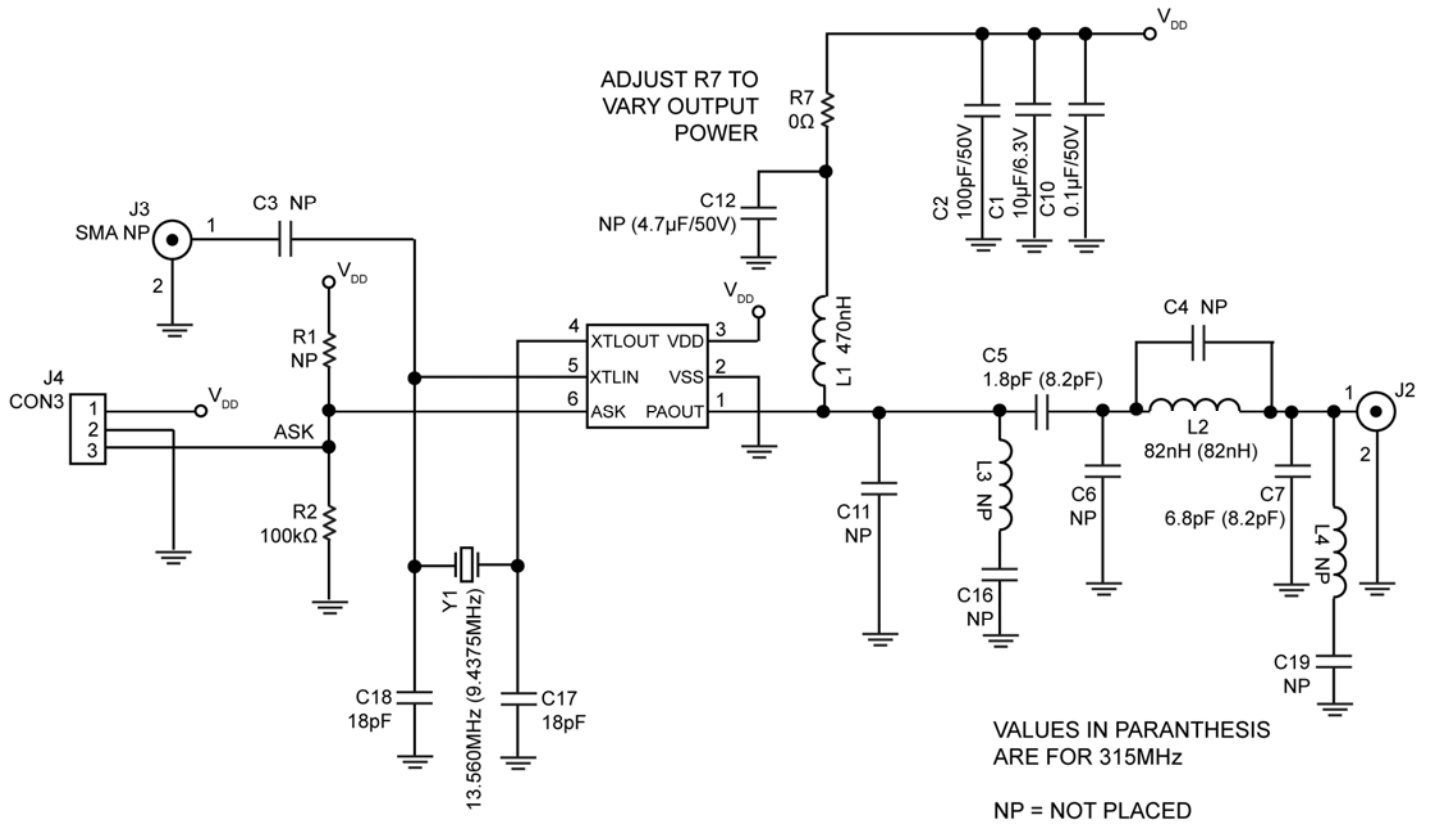 V_DD
ADJUST R7 TO
VARY OUTPUT
POWER
R7
0Ω
C2
100pF/50V
C1
10µF/6.3V
C10
0.1µF/50V
C12
NP (4.7µF/50V)
J3
SMA NP
1
2
C3 NP
V_DD
R1
NP
J4
CON3
1
2
3
V_DD
ASK
R2
100kΩ
4
5
6
XTLOUT VDD
XTLIN VSS
ASK PAOUT
3
2
1
V_DD
L1 470nH
C5
1.8pF (8.2pF)
C4 NP
L2
82nH (82nH)
1
J2
2
C11
NP
L3 NP
C16
NP
C6
NP
C7
6.8pF (8.2pF)
L4 NP
C19
NP
Y1
13.560MHz (9.4375MHz)
C18
18pF
C17
18pF
VALUES IN PARANTHESIS
ARE FOR 315MHz
NP = NOT PLACED